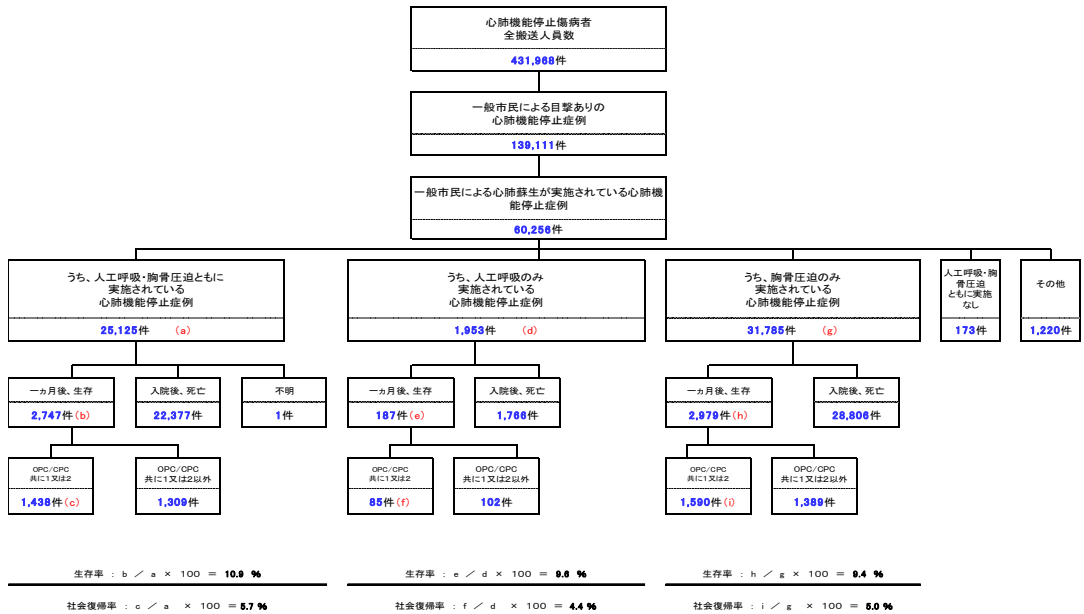 心肺機能停止傷病者
全搬送人員数
431,968件
一般市民による目撃ありの
心肺機能停止症例
139,111件
一般市民による心肺蘇生が実施されている心肺機
能停止症例
60,256件
うち、人工呼吸・胸骨圧迫ともに
実施されている
心肺機能停止症例
25,125件 (a)
うち、人工呼吸のみ
実施されている
心肺機能停止症例
1,953件 (d)
うち、胸骨圧迫のみ
実施されている
心肺機能停止症例
31,785件 (g)
人工呼吸・胸
骨圧迫
ともに実施
なし
173件
その他
1,220件
一ヵ月後、生存
2,747件(b)
入院後、死亡
22,377件
不明
1件
一ヵ月後、生存
187件(e)
入院後、死亡
1,766件
一ヵ月後、生存
2,979件(h)
入院後、死亡
28,806件
OPC/CPC
共に1又は2
1,438件(c)
OPC/CPC
共に1又は2以外
1,309件
OPC/CPC
共に1又は2
85件(f)
OPC/CPC
共に1又は2以外
102件
OPC/CPC
共に1又は2
1,590件(i)
OPC/CPC
共に1又は2以外
1,389件
生存率 : b / a × 100 = 10.9 %
生存率 : e / d × 100 = 9.6 %
生存率 : h / g × 100 = 9.4 %
社会復帰率 : c / a × 100 = 5.7 %
社会復帰率 : f / d × 100 = 4.4 %
社会復帰率 : i / g × 100 = 5.0 %